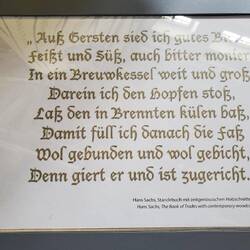 „Auß Gersten sied ich gutes Bier,
Feißt und Süß, auch bitter monier
In ein Breuwkessel weit und groß
Darein ich den Hopfen stoß,
Laß den in Brennten külen baß,
Damit füll ich danach die Faß
Wol gebunden und wol gebicht,
Denn giert er und ist zugericht.
Hans Sachs, Ständebuch mit zeitgenössischen Holzschnitten
Hans Sachs, The Book of Trades with contemporary